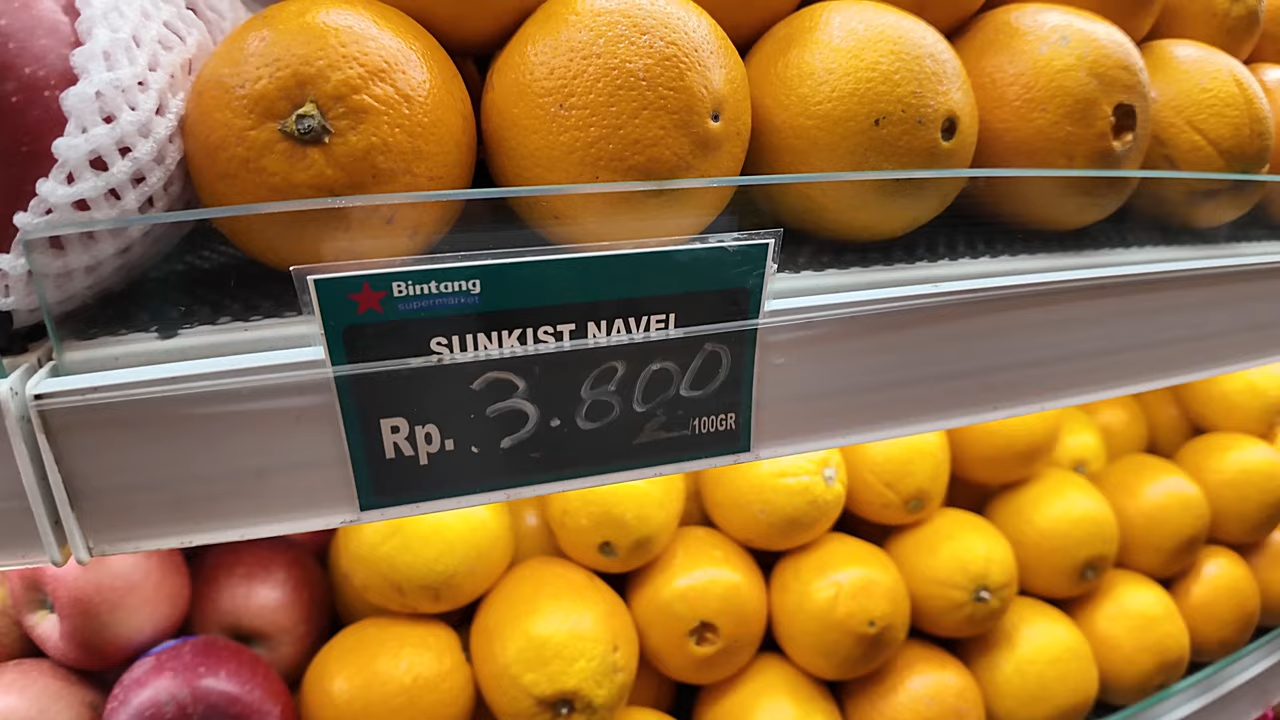 Bintang
supermarket
SUNKIST NAVEL
Rp. 3.800
/100GR